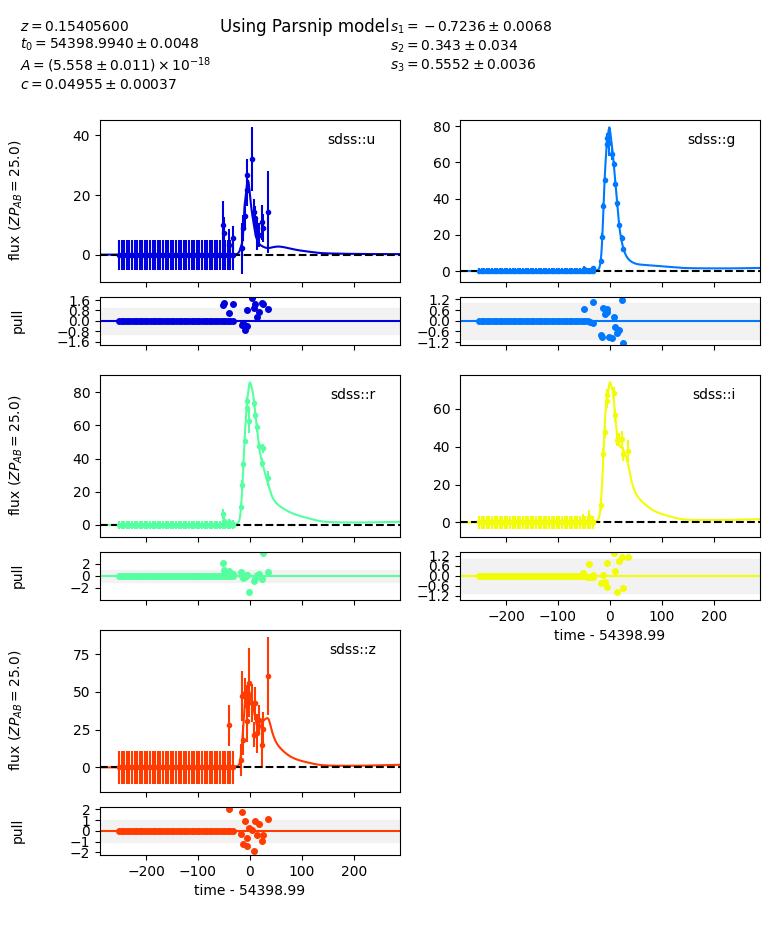 Using Parsnip model
z = 0.15405600
t₀ = 54398.9940 ± 0.0048
A = (5.558 ± 0.011) × 10⁻¹⁸
c = 0.04955 ± 0.00037
s₁ = −0.7236 ± 0.0068
s₂ = 0.343 ± 0.034
s₃ = 0.5552 ± 0.0036
flux (ZP_AB = 25.0)
40
20
0
sdss::u
80
60
40
20
0
sdss::g
pull
1.6
0.8
0.0
−0.8
−1.6
1.2
0.6
0.0
−0.6
−1.2
flux (ZP_AB = 25.0)
80
60
40
20
0
sdss::r
60
40
20
0
sdss::i
pull
2
0
−2
1.2
0.6
0.0
−0.6
−1.2
−200 −100 0 100 200
time - 54398.99
flux (ZP_AB = 25.0)
75
50
25
0
sdss::z
pull
2
1
0
−1
−2
−200 −100 0 100 200
time - 54398.99